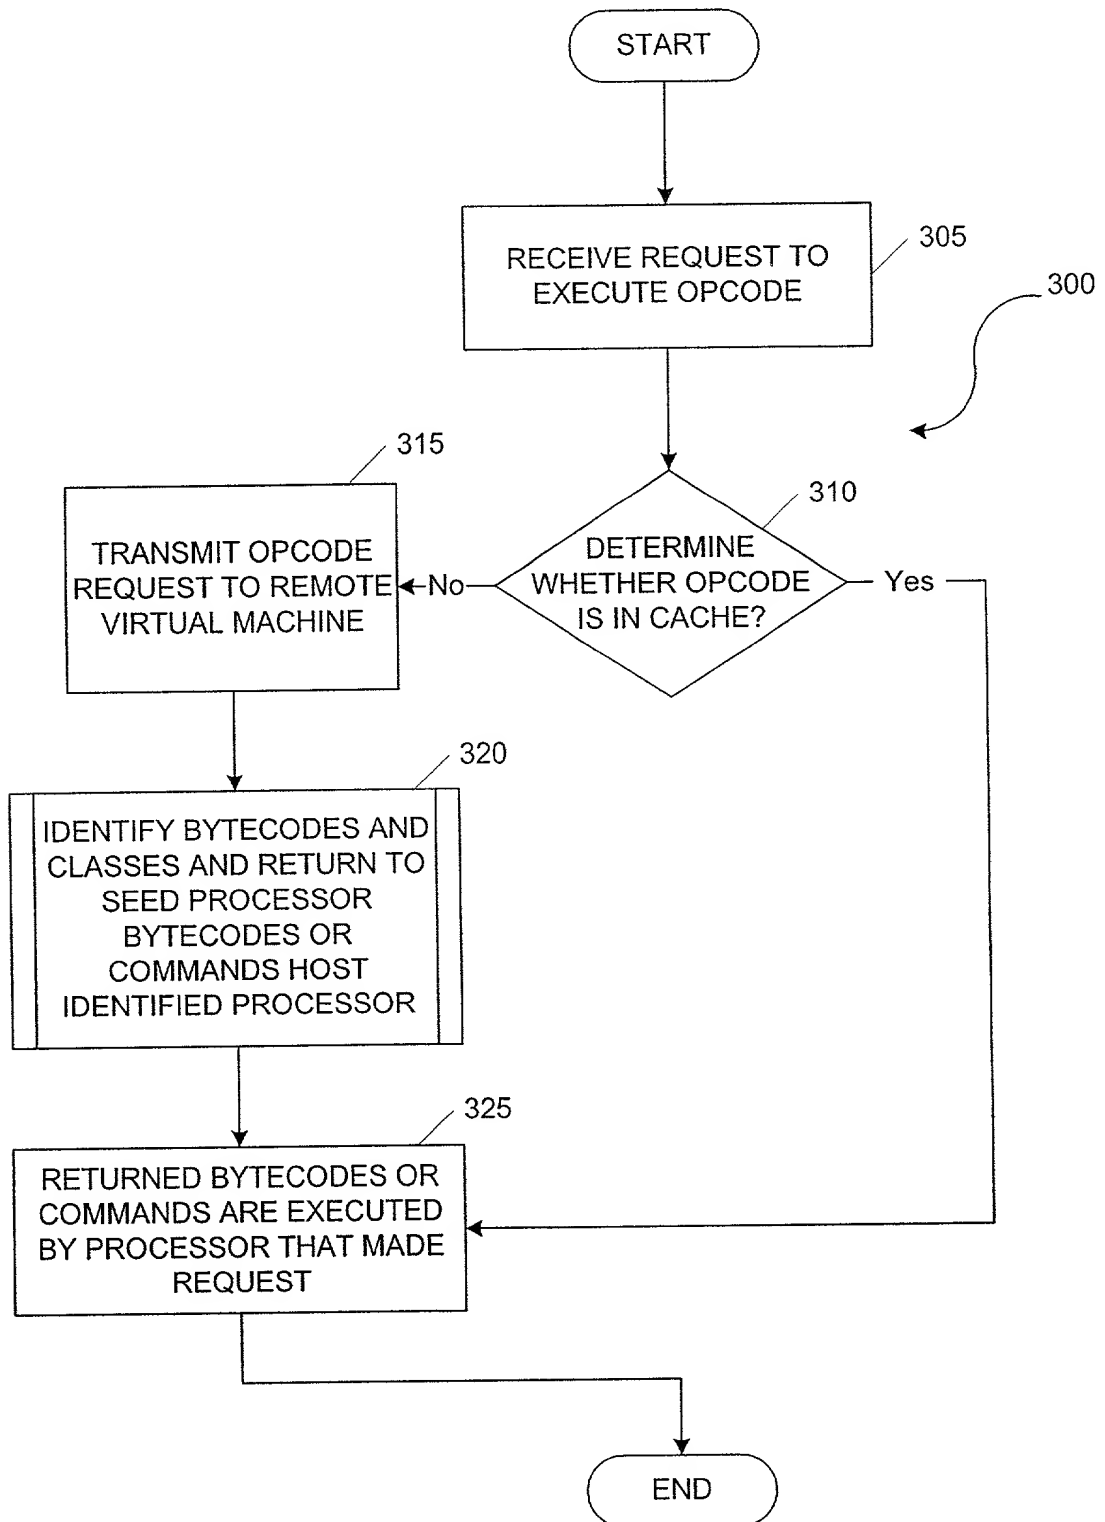 START
305
RECEIVE REQUEST TO
EXECUTE OPCODE
300
315
310
TRANSMIT OPCODE
REQUEST TO REMOTE
VIRTUAL MACHINE
No
DETERMINE
WHETHER OPCODE
IS IN CACHE?
Yes
320
IDENTIFY BYTECODES AND
CLASSES AND RETURN TO
SEED PROCESSOR
BYTECODES OR
COMMANDS HOST
IDENTIFIED PROCESSOR
325
RETURNED BYTECODES OR
COMMANDS ARE EXECUTED
BY PROCESSOR THAT MADE
REQUEST
END